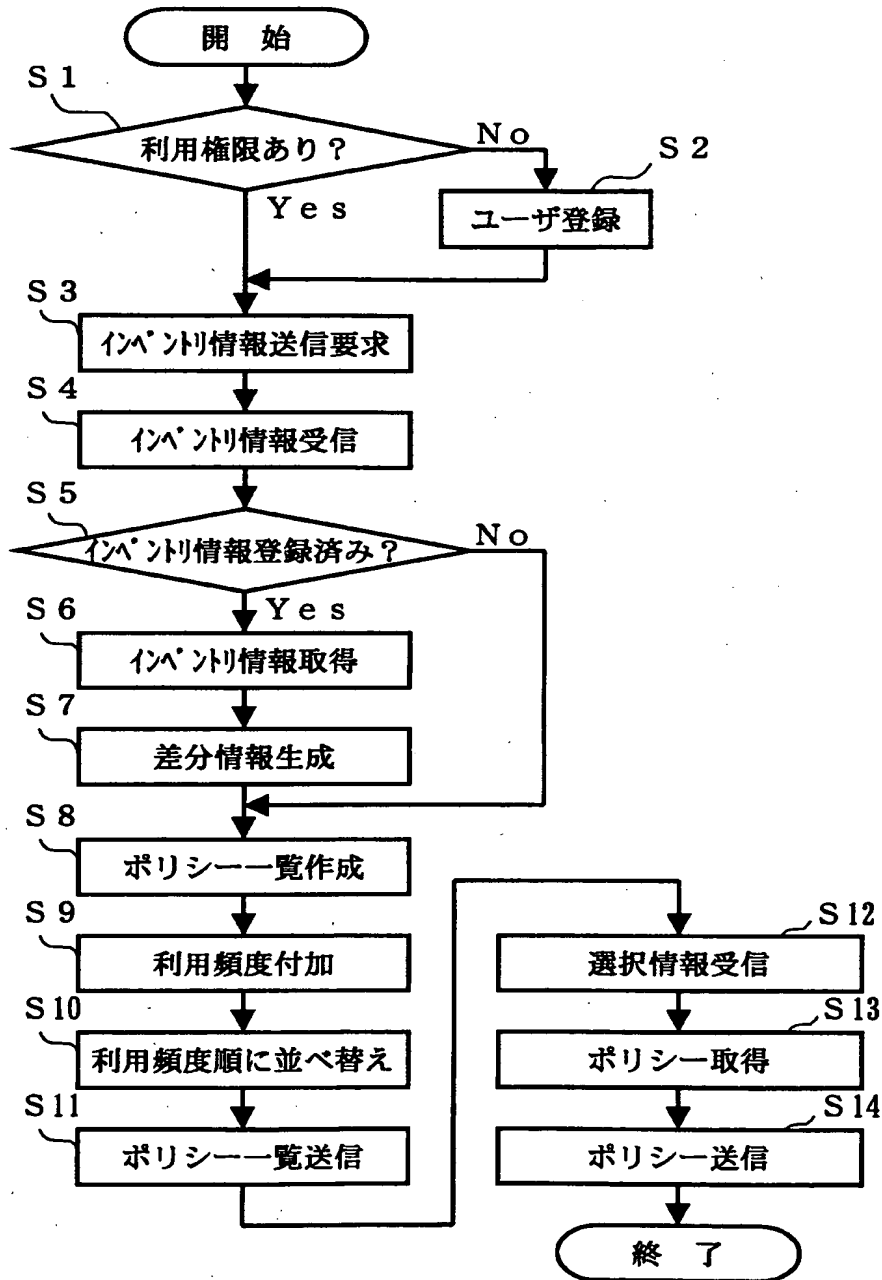 開 始
S1
利用権限あり?
No
S2
Yes
ユーザ登録
S3
インベントリ情報送信要求
S4
インベントリ情報受信
S5
インベントリ情報登録済み?
No
S6
Yes
インベントリ情報取得
S7
差分情報生成
S8
ポリシー一覧作成
S9
利用頻度付加
S10
利用頻度順に並べ替え
S11
ポリシー一覧送信
S12
選択情報受信
S13
ポリシー取得
S14
ポリシー送信
終 了